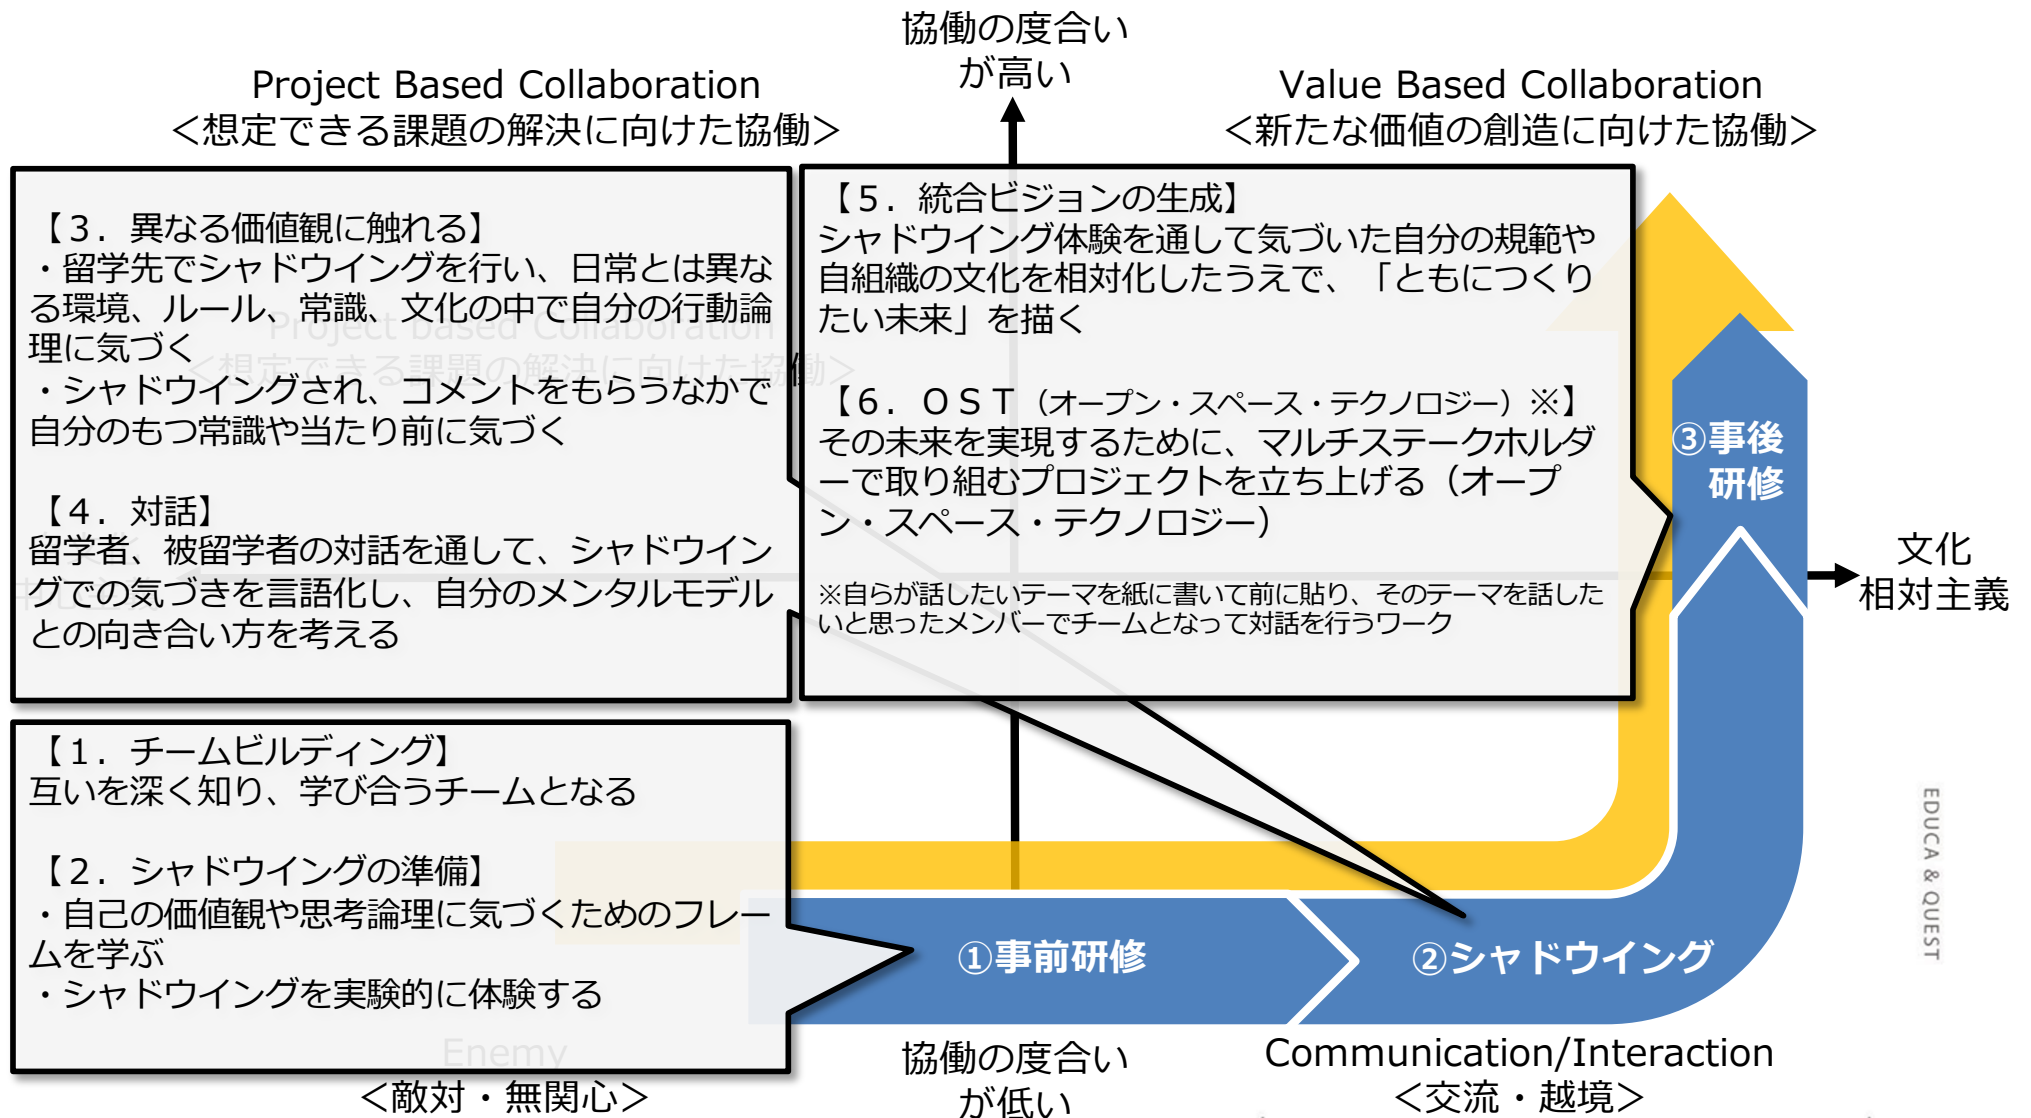 協働の度合い
が高い
Project Based Collaboration
＜想定できる課題の解決に向けた協働＞
Value Based Collaboration
＜新たな価値の創造に向けた協働＞
【３．異なる価値観に触れる】
・留学先でシャドウイングを行い、日常とは異な
る環境、ルール、常識、文化の中で自分の行動論
理に気づく
・シャドウイングされ、コメントをもらうなかで
自分のもつ常識や当たり前に気づく
【４．対話】
留学者、被留学者の対話を通して、シャドウイン
グでの気づきを言語化し、自分のメンタルモデル
との向き合い方を考える
Project based Collaboration
＜想定できる課題の解決に向けた協働＞
【５．統合ビジョンの生成】
シャドウイング体験を通して気づいた自分の規範や
自組織の文化を相対化したうえで、「ともにつくり
たい未来」を描く
【６．ＯＳＴ（オープン・スペース・テクノロジー）※】
その未来を実現するために、マルチステークホルダ
ーで取り組むプロジェクトを立ち上げる（オープ
ン・スペース・テクノロジー）
※自らが話したいテーマを紙に書いて前に貼り、そのテーマを話した
いと思ったメンバーでチームとなって対話を行うワーク
③事後
研修
文化
相対主義
【１．チームビルディング】
互いを深く知り、学び合うチームとなる
【２．シャドウイングの準備】
・自己の価値観や思考論理に気づくためのフレー
ムを学ぶ
・シャドウイングを実験的に体験する
①事前研修
②シャドウイング
EDUCA & QUEST
Enemy
＜敵対・無関心＞
協働の度合い
が低い
Communication/Interaction
＜交流・越境＞